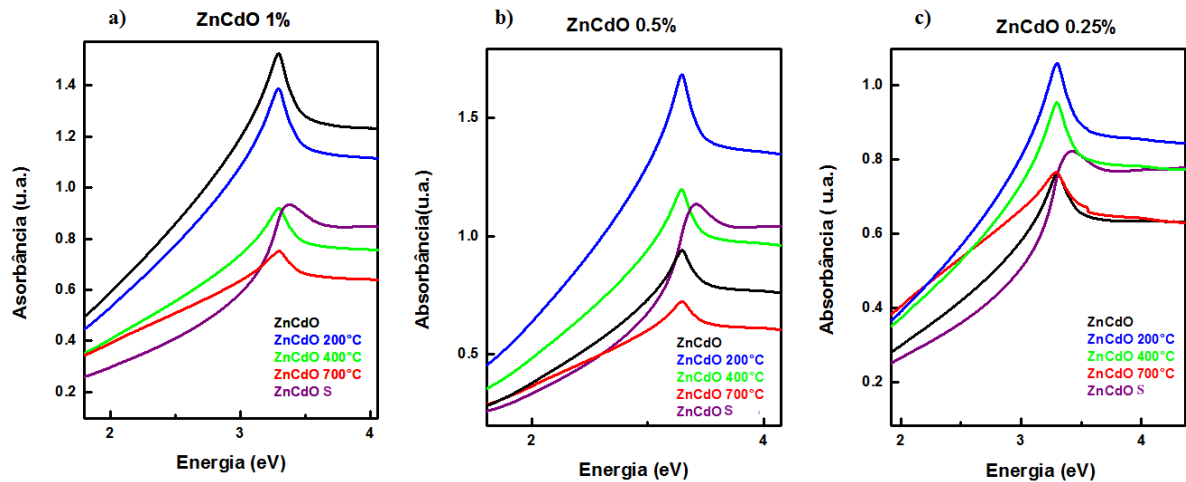 a)
ZnCdO 1%
Absorbância (u.a.)
1.4
1.2
1.0
0.8
0.6
0.4
0.2
2
3
4
Energia (eV)
ZnCdO
ZnCdO 200°C
ZnCdO 400°C
ZnCdO 700°C
ZnCdO S
b)
ZnCdO 0.5%
Absorbância(u.a.)
1.5
1.0
0.5
2
3
4
Energia (eV)
ZnCdO
ZnCdO 200°C
ZnCdO 400°C
ZnCdO 700°C
ZnCdO S
c)
ZnCdO 0.25%
Absorbância ( u.a.)
1.0
0.8
0.6
0.4
0.2
2
3
4
Energia (eV)
ZnCdO
ZnCdO 200°C
ZnCdO 400°C
ZnCdO 700°C
ZnCdO S